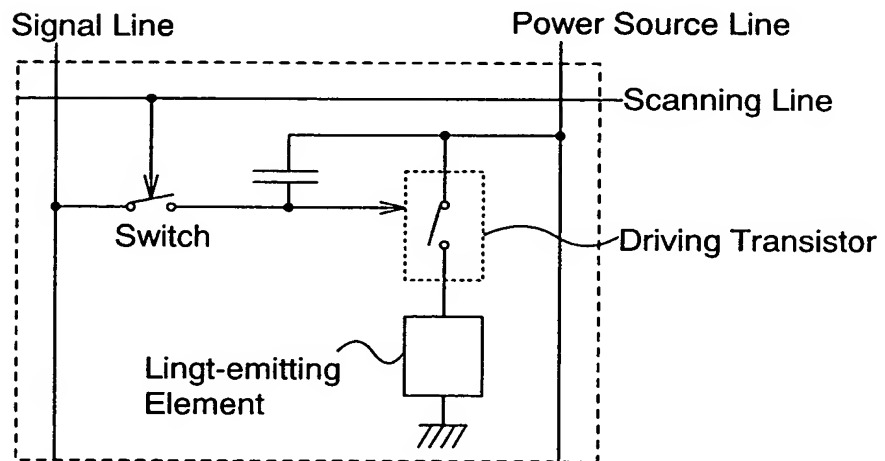 Signal Line
Power Source Line
Scanning Line
Switch
Driving Transistor
Lingt-emitting
Element